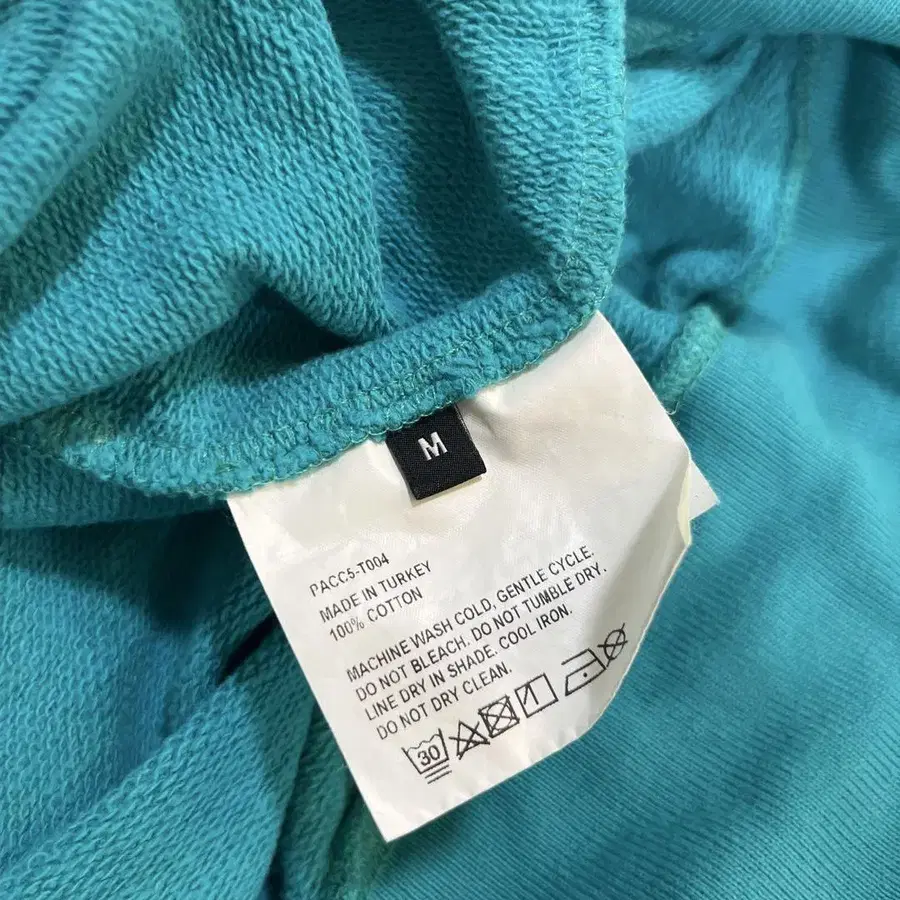 M
PACC5-T004
MADE IN TURKEY
100% COTTON
MACHINE WASH COLD, GENTLE CYCLE.
DO NOT BLEACH. DO NOT TUMBLE DRY.
LINE DRY IN SHADE. COOL IRON.
DO NOT DRY CLEAN.
30